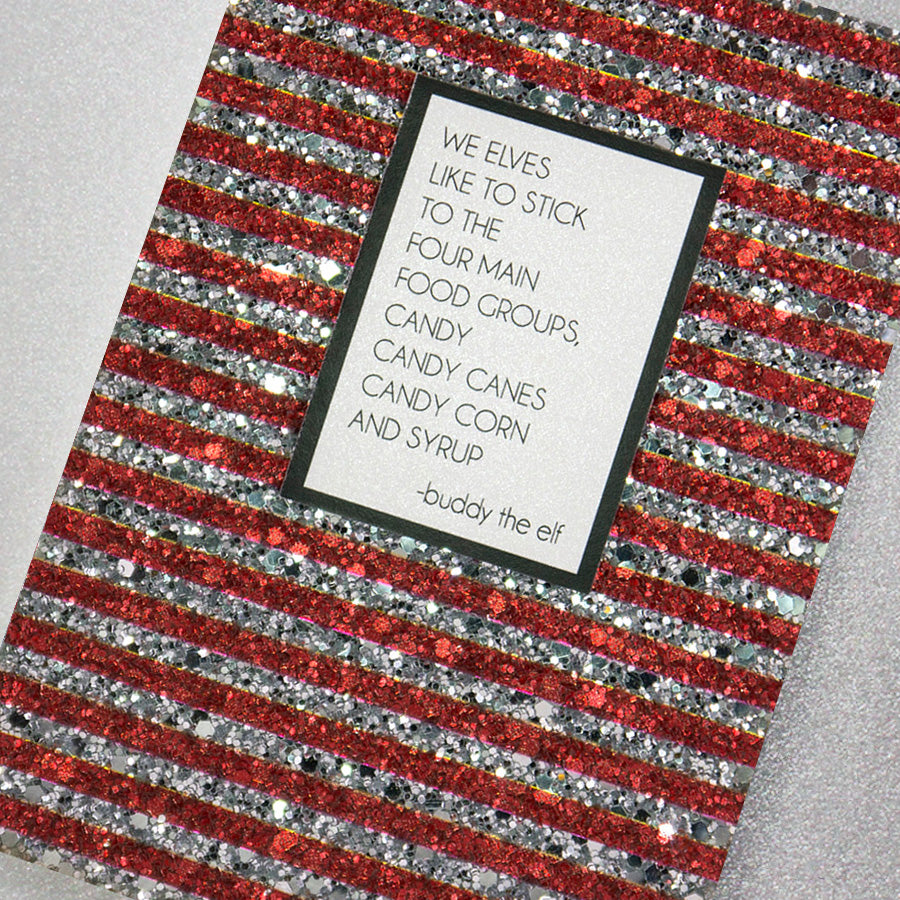 WE ELVES
LIKE TO STICK
TO THE
FOUR MAIN
FOOD GROUPS,
CANDY
CANDY CANES
CANDY CORN
AND SYRUP
-buddy the elf